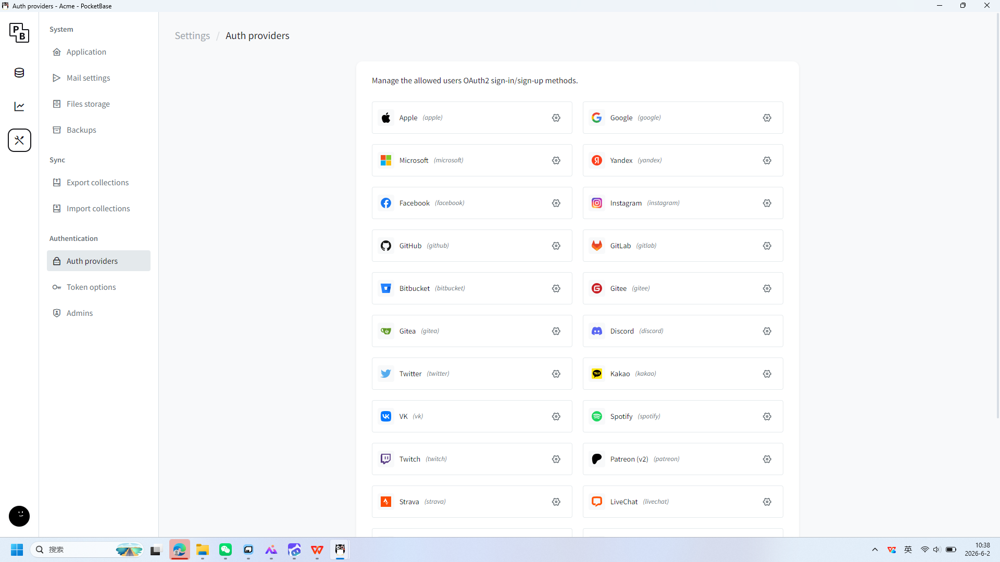 Auth providers - Acme - PocketBase
P
B
System
Application
Mail settings
Files storage
Backups
Sync
Export collections
Import collections
Authentication
Auth providers
Token options
Admins
Settings / Auth providers
Manage the allowed users OAuth2 sign-in/sign-up methods.
Apple (apple)
Google (google)
Microsoft (microsoft)
Yandex (yandex)
Facebook (facebook)
Instagram (instagram)
GitHub (github)
GitLab (gitlab)
Bitbucket (bitbucket)
Gitee (gitee)
Gitea (gitea)
Discord (discord)
Twitter (twitter)
TALK
Kakao (kakao)
VK (vk)
Spotify (spotify)
Twitch (twitch)
Patreon (v2) (patreon)
Strava (strava)
LiveChat (livechat)
搜索
英
10:38
2026-6-2